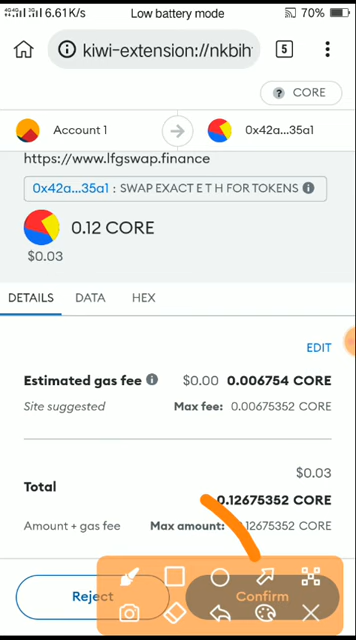 6.61K/s
Low battery mode
70%
kiwi-extension://nkbih
5
? CORE
Account 1
0x42a...35a1
https://www.lfgswap.finance
0x42a...35a1 : SWAP EXACT E T H FOR TOKENS
0.12 CORE
$0.03
DETAILS
DATA
HEX
EDIT
Estimated gas fee
$0.00
0.006754 CORE
Site suggested
Max fee:
0.00675352 CORE
$0.03
Total
0.12675352 CORE
Amount + gas fee
Max amount:
0.12675352 CORE
Reject
Confirm